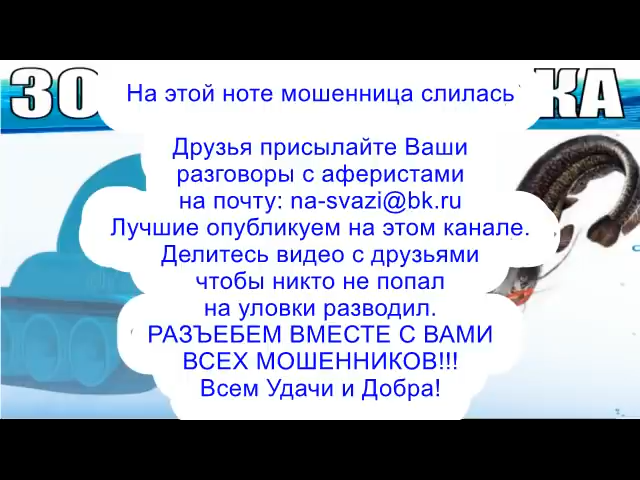 ЗО КА
На этой ноте мошенница слилась
Друзья присылайте Ваши
разговоры с аферистами
на почту: na-svazi@bk.ru
Лучшие опубликуем на этом канале.
Делитесь видео с друзьями
чтобы никто не попал
на уловки разводил.
РАЗЪЕБЕМ ВМЕСТЕ С ВАМИ
ВСЕХ МОШЕННИКОВ!!!
Всем Удачи и Добра!